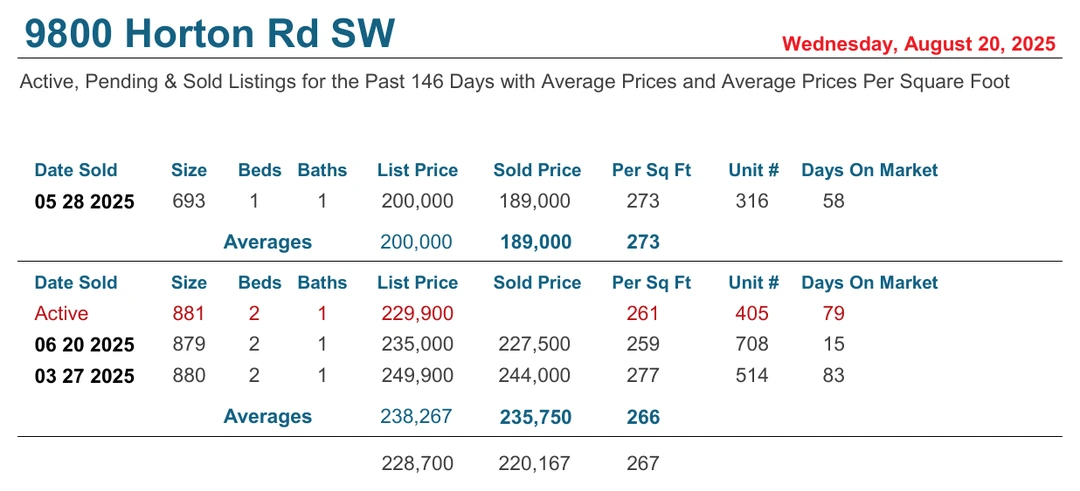 9800 Horton Rd SW
Wednesday, August 20, 2025
Active, Pending & Sold Listings for the Past 146 Days with Average Prices and Average Prices Per Square Foot
Date Sold Size Beds Baths List Price Sold Price Per Sq Ft Unit # Days On Market
05 28 2025 693 1 1 200,000 189,000 273 316 58
Averages 200,000 189,000 273
Date Sold Size Beds Baths List Price Sold Price Per Sq Ft Unit # Days On Market
Active 881 2 1 229,900 261 405 79
06 20 2025 879 2 1 235,000 227,500 259 708 15
03 27 2025 880 2 1 249,900 244,000 277 514 83
Averages 238,267 235,750 266
228,700 220,167 267